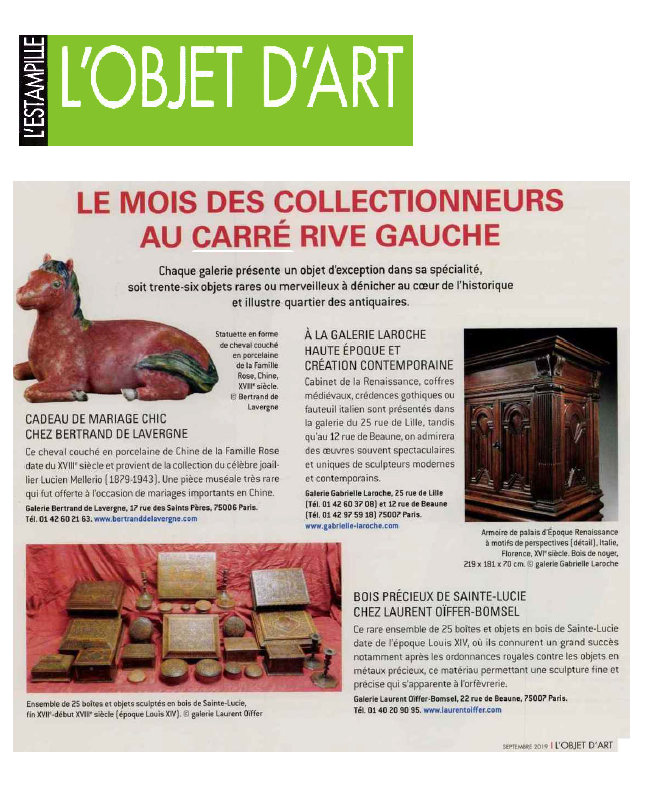 L'ESTAMPILLE
L'OBJET D'ART
LE MOIS DES COLLECTIONNEURS
AU CARRÉ RIVE GAUCHE
Chaque galerie présente un objet d'exception dans sa spécialité,
soit trente-six objets rares ou merveilleux à dénicher au cœur de l'historique
et illustre quartier des antiquaires.
Statuette en forme
de cheval couché
en porcelaine
de la Famille
Rose, Chine,
XVIIIe siècle.
© Bertrand de
Lavergne
CADEAU DE MARIAGE CHIC
CHEZ BERTRAND DE LAVERGNE
Ce cheval couché en porcelaine de Chine de la Famille Rose
date du XVIIIe siècle et provient de la collection du célèbre joail-
lier Lucien Mellerio (1879-1943). Une pièce muséale très rare
qui fut offerte à l'occasion de mariages importants en Chine.
Galerie Bertrand de Lavergne, 17 rue des Saints Pères, 75006 Paris.
Tél. 01 42 60 21 63. www.bertranddelavergne.com
À LA GALERIE LAROCHE
HAUTE ÉPOQUE ET
CRÉATION CONTEMPORAINE
Cabinet de la Renaissance, coffres
médiévaux, crédences gothiques ou
fauteuil italien sont présentés dans
la galerie du 25 rue de Lille, tandis
qu'au 12 rue de Beaune, on admirera
des œuvres souvent spectaculaires
et uniques de sculpteurs modernes
et contemporains.
Galerie Gabrielle Laroche, 25 rue de Lille
(Tél. 01 42 60 37 08) et 12 rue de Beaune
(Tél. 01 42 97 59 18) 75007 Paris.
www.gabrielle-laroche.com
Armoire de palais d'Époque Renaissance
à motifs de perspectives (détail), Italie,
Florence, XVIe siècle. Bois de noyer,
219 x 181 x 70 cm. © galerie Gabrielle Laroche
Ensemble de 25 boîtes et objets sculptés en bois de Sainte-Lucie,
fin XVIIe-début XVIIIe siècle (époque Louis XIV). © galerie Laurent Oïffer
BOIS PRÉCIEUX DE SAINTE-LUCIE
CHEZ LAURENT OÏFFER-BOMSEL
Ce rare ensemble de 25 boîtes et objets en bois de Sainte-Lucie
date de l'époque Louis XIV, où ils connurent un grand succès
notamment après les ordonnances royales contre les objets en
métaux précieux, ce matériau permettant une sculpture fine et
précise qui s'apparente à l'orfèvrerie.
Galerie Laurent Oïffer-Bomsel, 22 rue de Beaune, 75007 Paris.
Tél. 01 40 20 90 95. www.laurentoiffer.com
SEPTEMBRE 2019 | L'OBJET D'ART